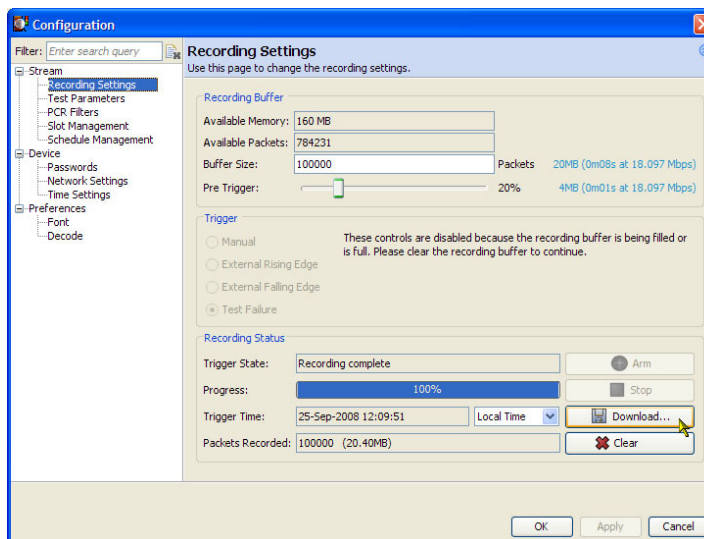 Configuration
Filter: Enter search query
Stream
Recording Settings
Test Parameters
PCR Filters
Slot Management
Schedule Management
Device
Passwords
Network Settings
Time Settings
Preferences
Font
Decode
Recording Settings
Use this page to change the recording settings.
Recording Buffer
Available Memory: 160 MB
Available Packets: 784231
Buffer Size: 100000 Packets 20MB (0m08s at 18.097 Mbps)
Pre Trigger: 20% 4MB (0m01s at 18.097 Mbps)
Trigger
Manual
External Rising Edge
External Falling Edge
Test Failure
These controls are disabled because the recording buffer is being filled or
is full. Please clear the recording buffer to continue.
Recording Status
Trigger State: Recording complete Arm
Progress: 100% Stop
Trigger Time: 25-Sep-2008 12:09:51 Local Time Download...
Packets Recorded: 100000 (20.40MB) Clear
OK Apply Cancel